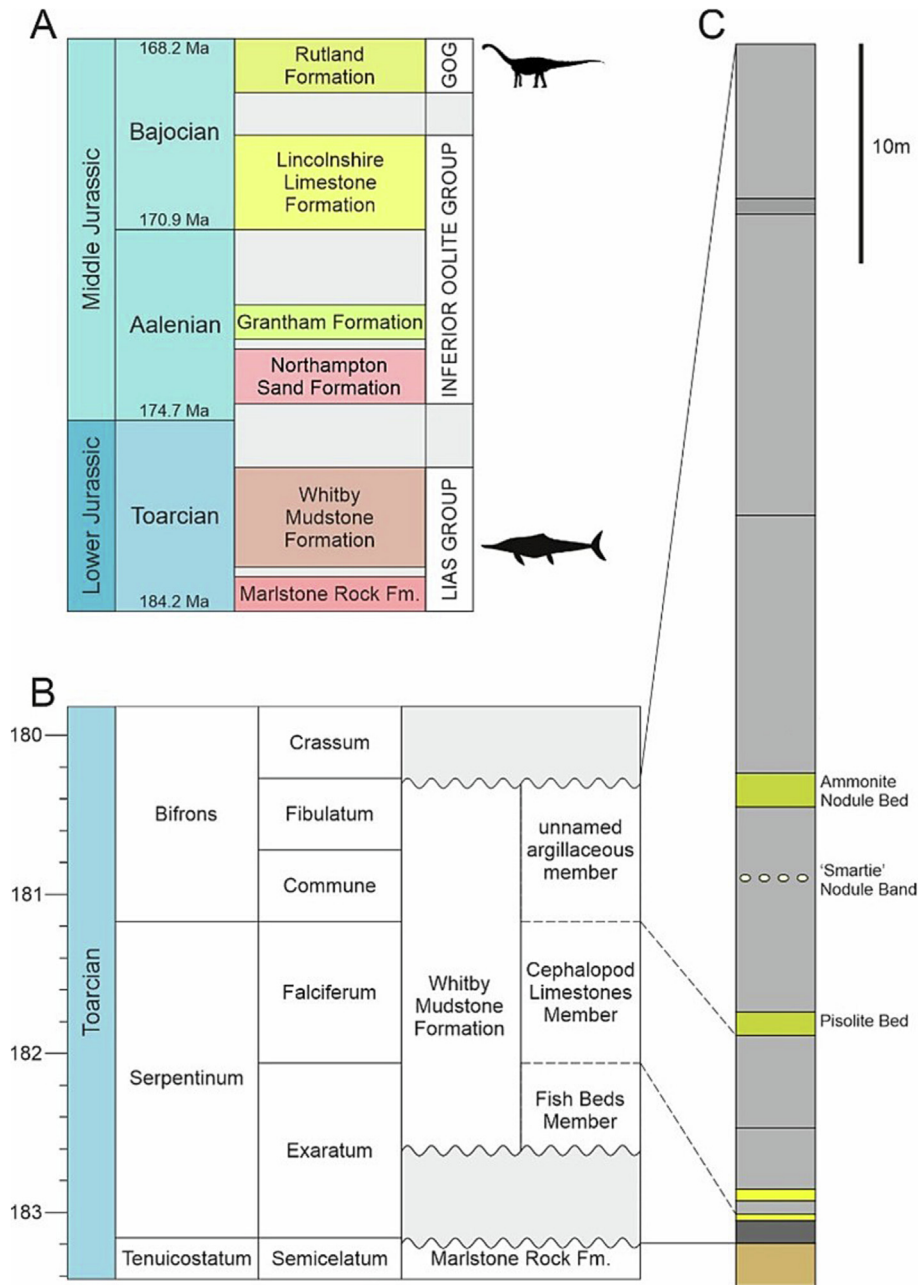 A
168.2 Ma
Middle Jurassic
Bajocian
170.9 Ma
Aalenian
174.7 Ma
Lower Jurassic
Toarcian
184.2 Ma
Rutland
Formation
Lincolnshire
Limestone
Formation
Grantham Formation
Northampton
Sand Formation
Whitby
Mudstone
Formation
Marlstone Rock Fm.
GOG
INFERIOR OOLITE GROUP
LIAS GROUP
B
180
181
182
183
Toarcian
Bifrons
Serpentinum
Tenuicostatum
Crassum
Fibulatum
Commune
Falciferum
Exaratum
Semicelatum
Whitby
Mudstone
Formation
unnamed
argillaceous
member
Cephalopod
Limestones
Member
Fish Beds
Member
Marlstone Rock Fm.
C
10m
Ammonite
Nodule Bed
‘Smartie’
Nodule Band
Pisolite Bed